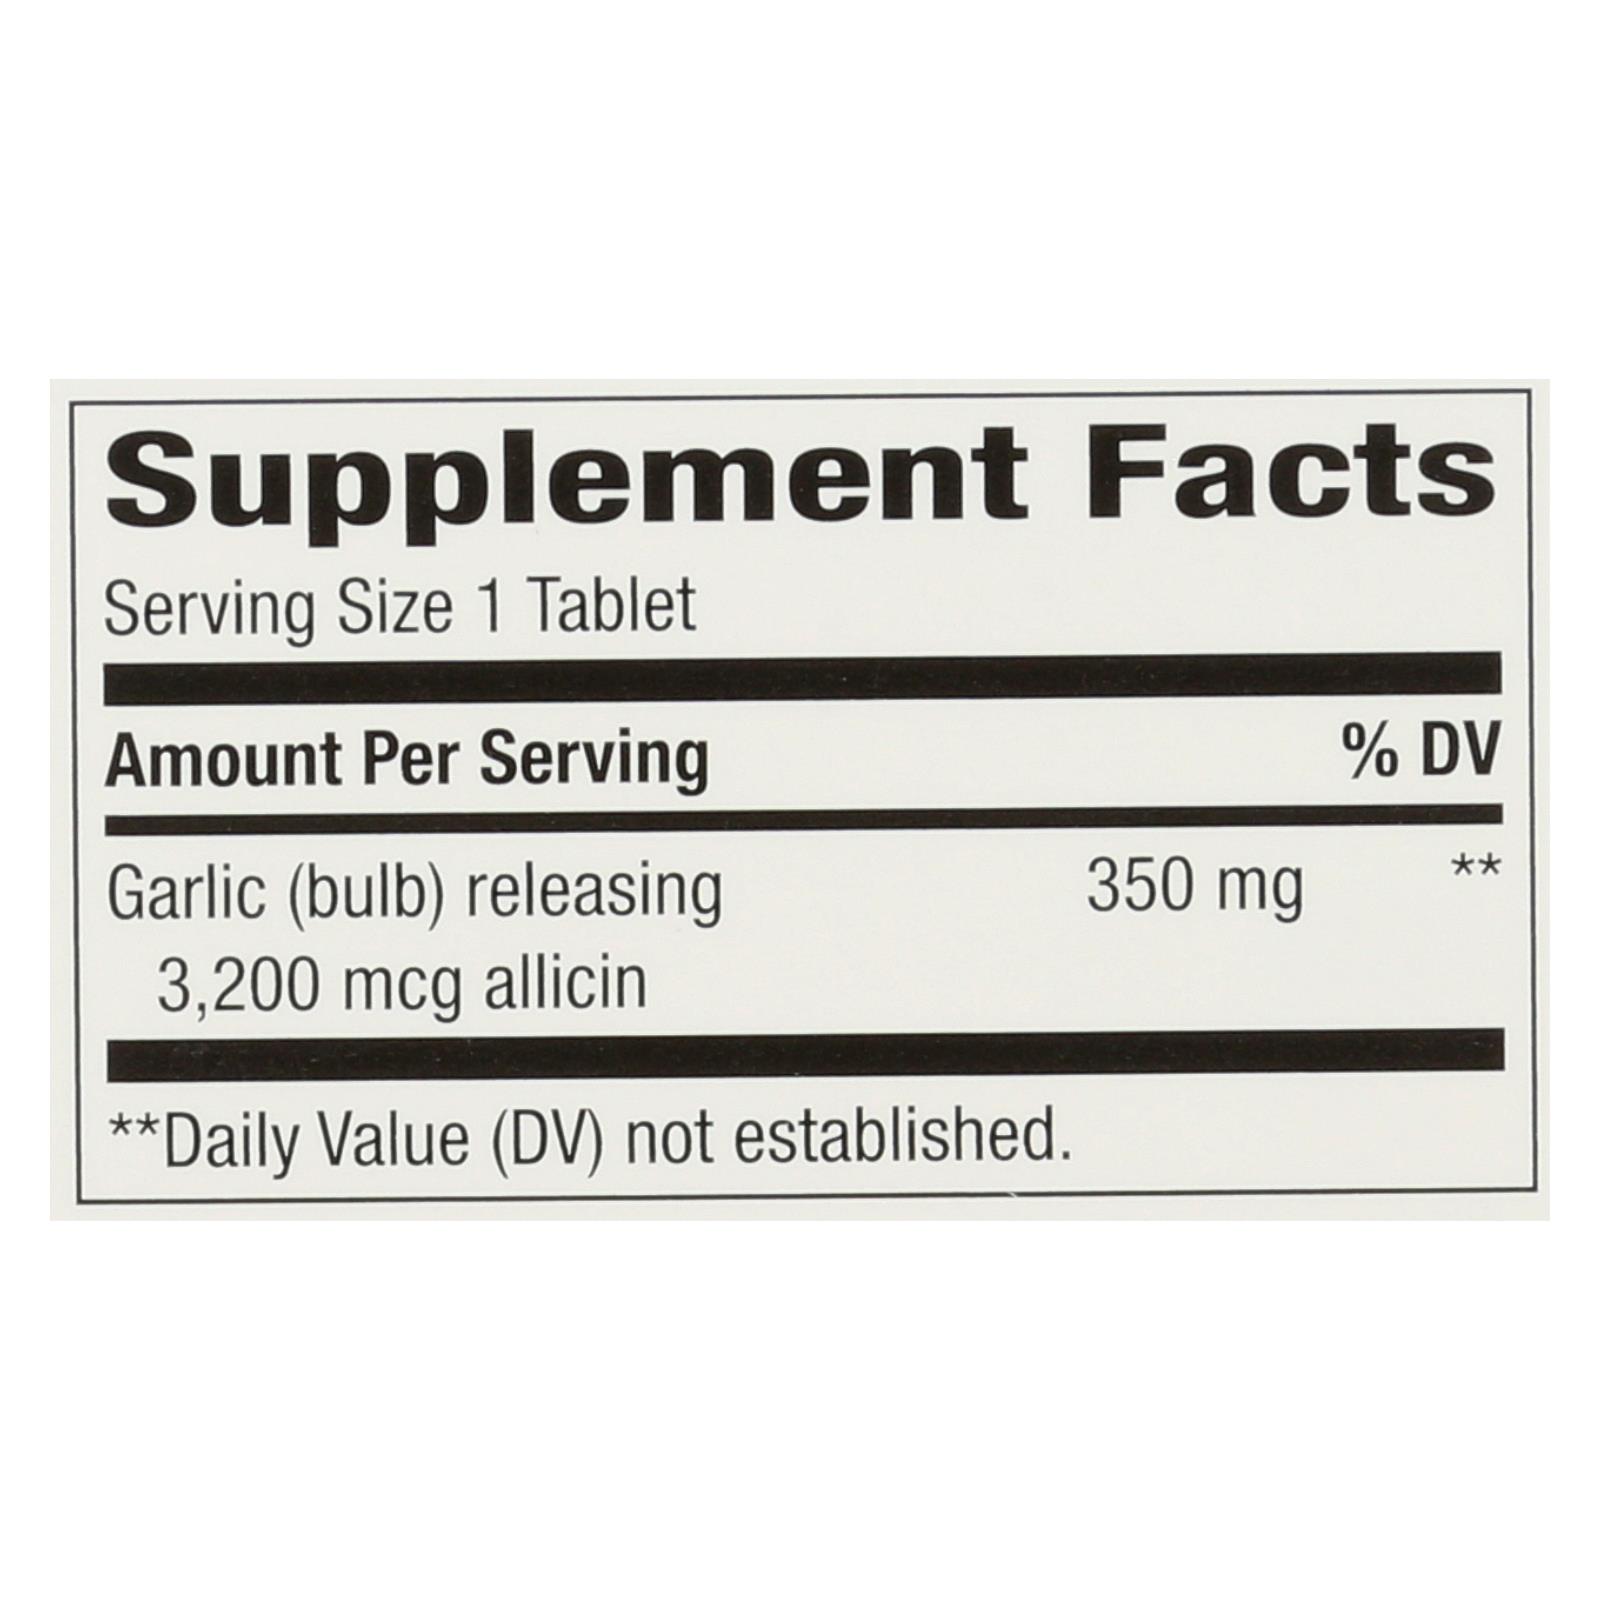 Supplement Facts
Serving Size 1 Tablet
Amount Per Serving % DV
Garlic (bulb) releasing 350 mg **
3,200 mcg allicin
**Daily Value (DV) not established.